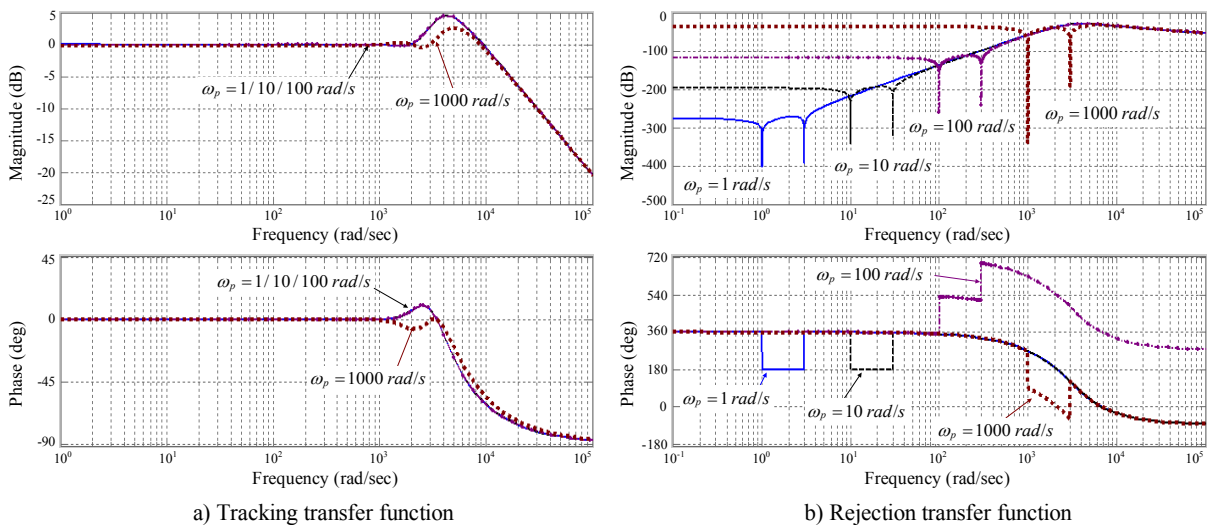 5
0
-5
-10
-15
-20
-25
Magnitude (dB)
ωp = 1/10/100 rad/s
ωp = 1000 rad/s
10^0 10^1 10^2 10^3 10^4 10^5
Frequency (rad/sec)
45
0
-45
-90
Phase (deg)
ωp = 1/10/100 rad/s
ωp = 1000 rad/s
10^0 10^1 10^2 10^3 10^4 10^5
Frequency (rad/sec)
a) Tracking transfer function
0
-100
-200
-300
-400
-500
Magnitude (dB)
ωp = 1 rad/s
ωp = 10 rad/s
ωp = 100 rad/s
ωp = 1000 rad/s
10^-1 10^0 10^1 10^2 10^3 10^4 10^5
Frequency (rad/sec)
720
540
360
180
0
-180
Phase (deg)
ωp = 100 rad/s
ωp = 1 rad/s
ωp = 10 rad/s
ωp = 1000 rad/s
10^-1 10^0 10^1 10^2 10^3 10^4 10^5
Frequency (rad/sec)
b) Rejection transfer function